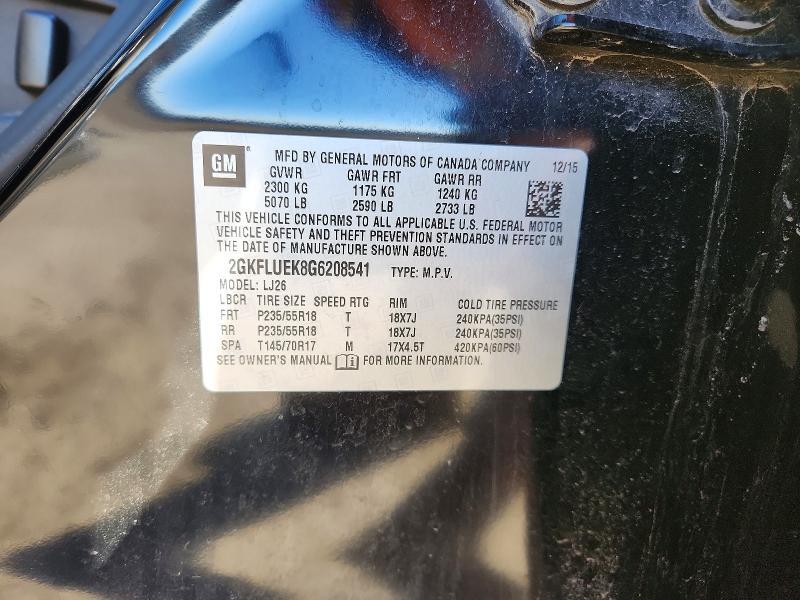 GM ® MFD BY GENERAL MOTORS OF CANADA COMPANY 12/15
GVWR GAWR FRT GAWR RR
2300 KG 1175 KG 1240 KG
5070 LB 2590 LB 2733 LB
THIS VEHICLE CONFORMS TO ALL APPLICABLE U.S. FEDERAL MOTOR
VEHICLE SAFETY AND THEFT PREVENTION STANDARDS IN EFFECT ON
THE DATE OF MANUFACTURE SHOWN ABOVE.
2GKFLUEK8G6208541 TYPE: M.P.V.
MODEL: LJ26
LBCR TIRE SIZE SPEED RTG RIM COLD TIRE PRESSURE
FRT P235/55R18 T 18X7J 240KPA(35PSI)
RR P235/55R18 T 18X7J 240KPA(35PSI)
SPA T145/70R17 M 17X4.5T 420KPA(60PSI)
SEE OWNER'S MANUAL FOR MORE INFORMATION.